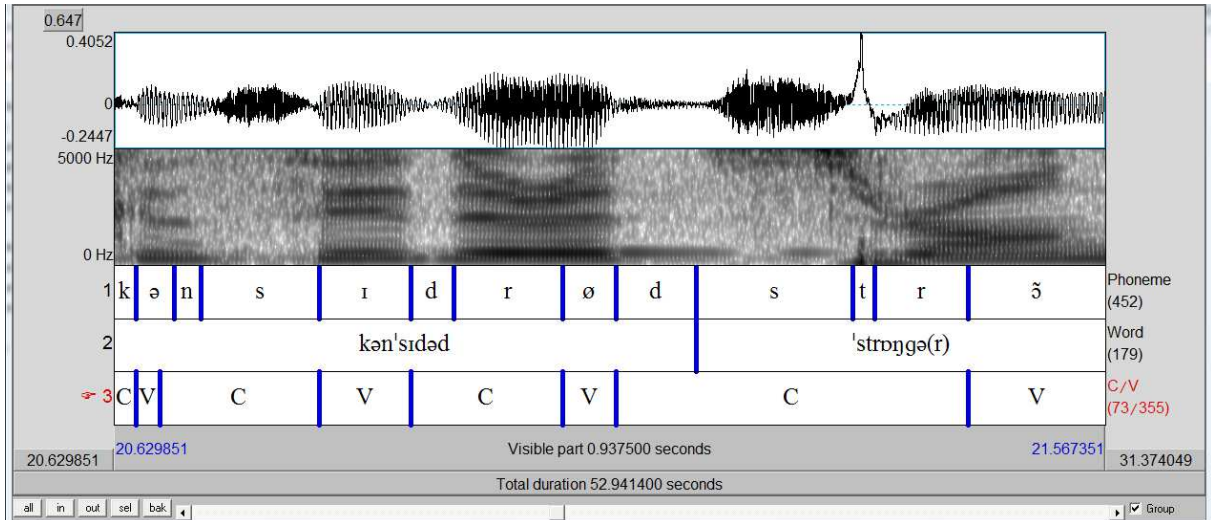 0.647
0.4052
0
-0.2447
5000 Hz
0 Hz
1 k ə n s ɪ d r ø d s t r ɔ̃ Phoneme (452)
2 kənˈsɪdəd ˈstrɒŋgə(r) Word (179)
☞ 3 C V C V C V C V C/V (73/355)
20.629851 20.629851 Visible part 0.937500 seconds 21.567351 31.374049
Total duration 52.941400 seconds
all in out sel bak Group